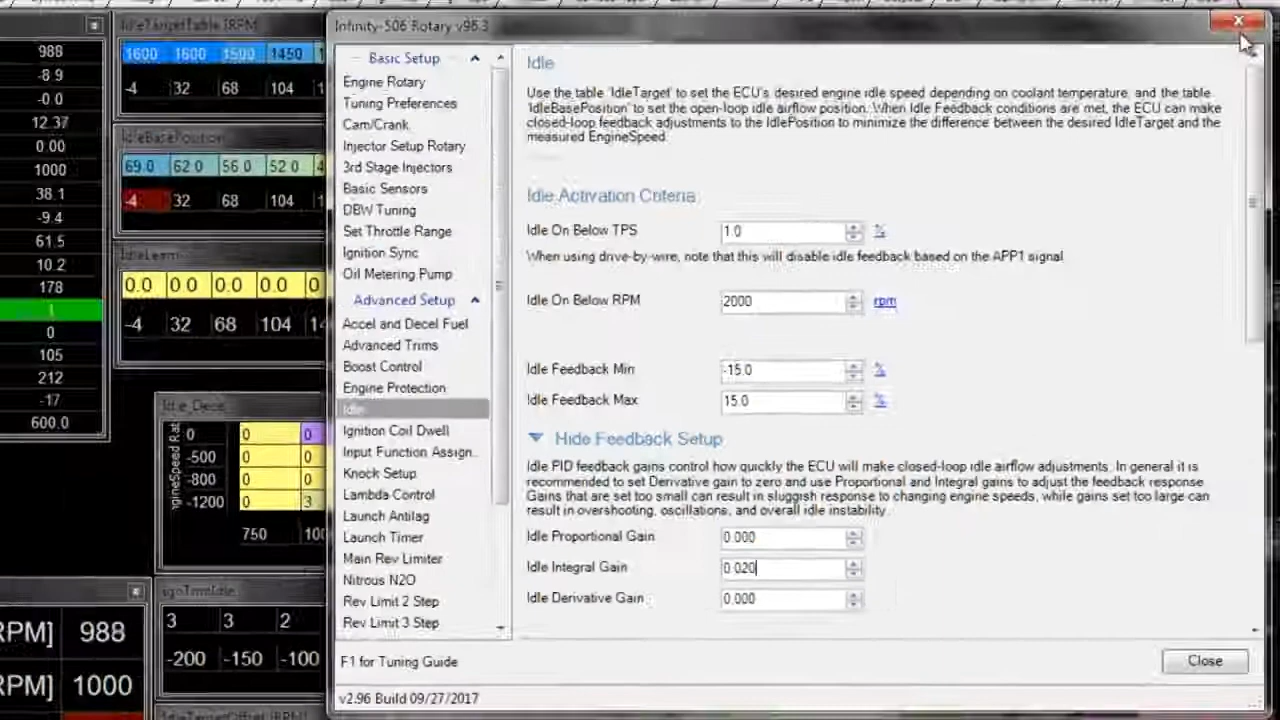 988
-8.9
-0.0
12.37
0.00
1000
38.1
-9.4
61.5
10.2
178
1
0
105
212
-17
600.0
RPM] 988
RPM] 1000
IdleTargetTable [RPM]
1600 1600 1500 1450
-4 32 68 104
IdleBasePosition
69.0 62.0 56.0 52.0
-4 32 68 104
IdleLearn
0.0 0.0 0.0 0.0 0
-4 32 68 104
0 0 0
-500 0
-800 0
-1200 0 3
750
3 3 2
-200 -150 -100
IdleTargetOffset [RPM]
Infinity-506 Rotary v96.3
Basic Setup
Engine Rotary
Tuning Preferences
Cam/Crank
Injector Setup Rotary
3rd Stage Injectors
Basic Sensors
DBW Tuning
Set Throttle Range
Ignition Sync
Oil Metering Pump
Advanced Setup
Accel and Decel Fuel
Advanced Trims
Boost Control
Engine Protection
Idle
Ignition Coil Dwell
Input Function Assign..
Knock Setup
Lambda Control
Launch Antilag
Launch Timer
Main Rev Limiter
Nitrous N2O
Rev Limit 2 Step
Rev Limit 3 Step
Idle
Use the table 'IdleTarget' to set the ECU's desired engine idle speed depending on coolant temperature, and the table
'IdleBasePosition' to set the open-loop idle airflow position. When Idle Feedback conditions are met, the ECU can make
closed-loop feedback adjustments to the IdlePosition to minimize the difference between the desired IdleTarget and the
measured EngineSpeed.
Idle Activation Criteria
Idle On Below TPS 1.0 %
When using drive-by-wire, note that this will disable idle feedback based on the APP1 signal
Idle On Below RPM 2000 rpm
Idle Feedback Min -15.0 %
Idle Feedback Max 15.0 %
Hide Feedback Setup
Idle PID feedback gains control how quickly the ECU will make closed-loop idle airflow adjustments. In general it is
recommended to set Derivative gain to zero and use Proportional and Integral gains to adjust the feedback response.
Gains that are set too small can result in sluggish response to changing engine speeds, while gains set too large can
result in overshooting, oscillations, and overall idle instability.
Idle Proportional Gain 0.000
Idle Integral Gain 0.020
Idle Derivative Gain 0.000
F1 for Tuning Guide
Close
v2.96 Build 09/27/2017